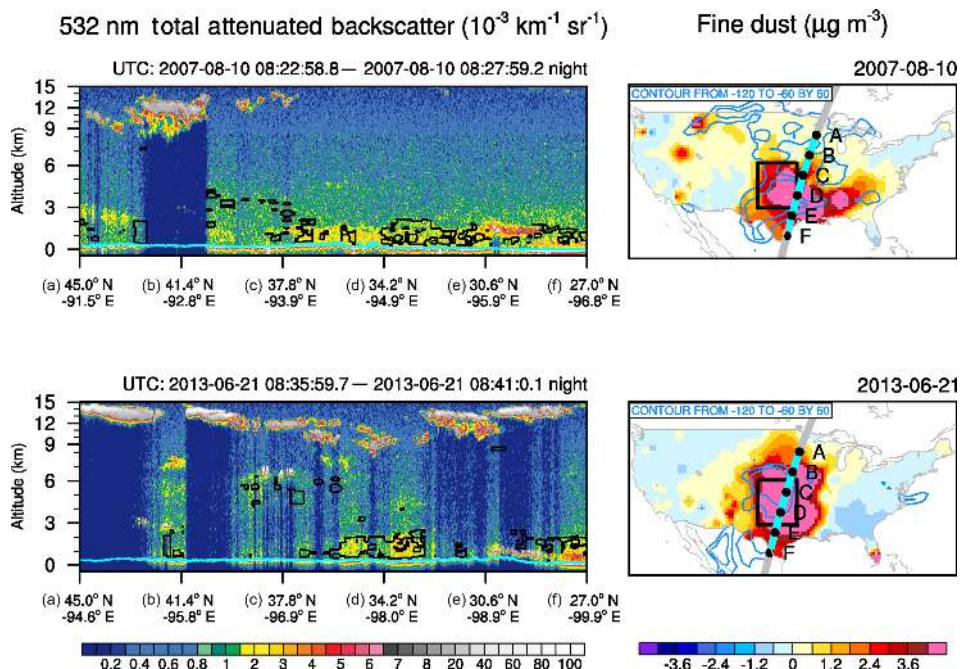 532 nm total attenuated backscatter (10⁻³ km⁻¹ sr⁻¹)
Fine dust (µg m⁻³)
UTC: 2007-08-10 08:22:58.8 — 2007-08-10 08:27:59.2 night
2007-08-10
Altitude (km)
15
12
9
6
3
0
(a) 45.0° N (b) 41.4° N (c) 37.8° N (d) 34.2° N (e) 30.6° N (f) 27.0° N
-91.5° E -92.8° E -93.9° E -94.9° E -95.9° E -96.8° E
CONTOUR FROM -120 TO -60 BY 60
A
B
C
D
E
F
UTC: 2013-06-21 08:35:59.7 — 2013-06-21 08:41:0.1 night
2013-06-21
Altitude (km)
15
12
9
6
3
0
(a) 45.0° N (b) 41.4° N (c) 37.8° N (d) 34.2° N (e) 30.6° N (f) 27.0° N
-94.6° E -95.8° E -96.9° E -98.0° E -98.9° E -99.9° E
CONTOUR FROM -120 TO -60 BY 60
A
B
C
D
E
F
0.2 0.4 0.6 0.8 1 2 3 4 5 6 7 8 20 40 60 80 100
-3.6 -2.4 -1.2 0 1.2 2.4 3.6